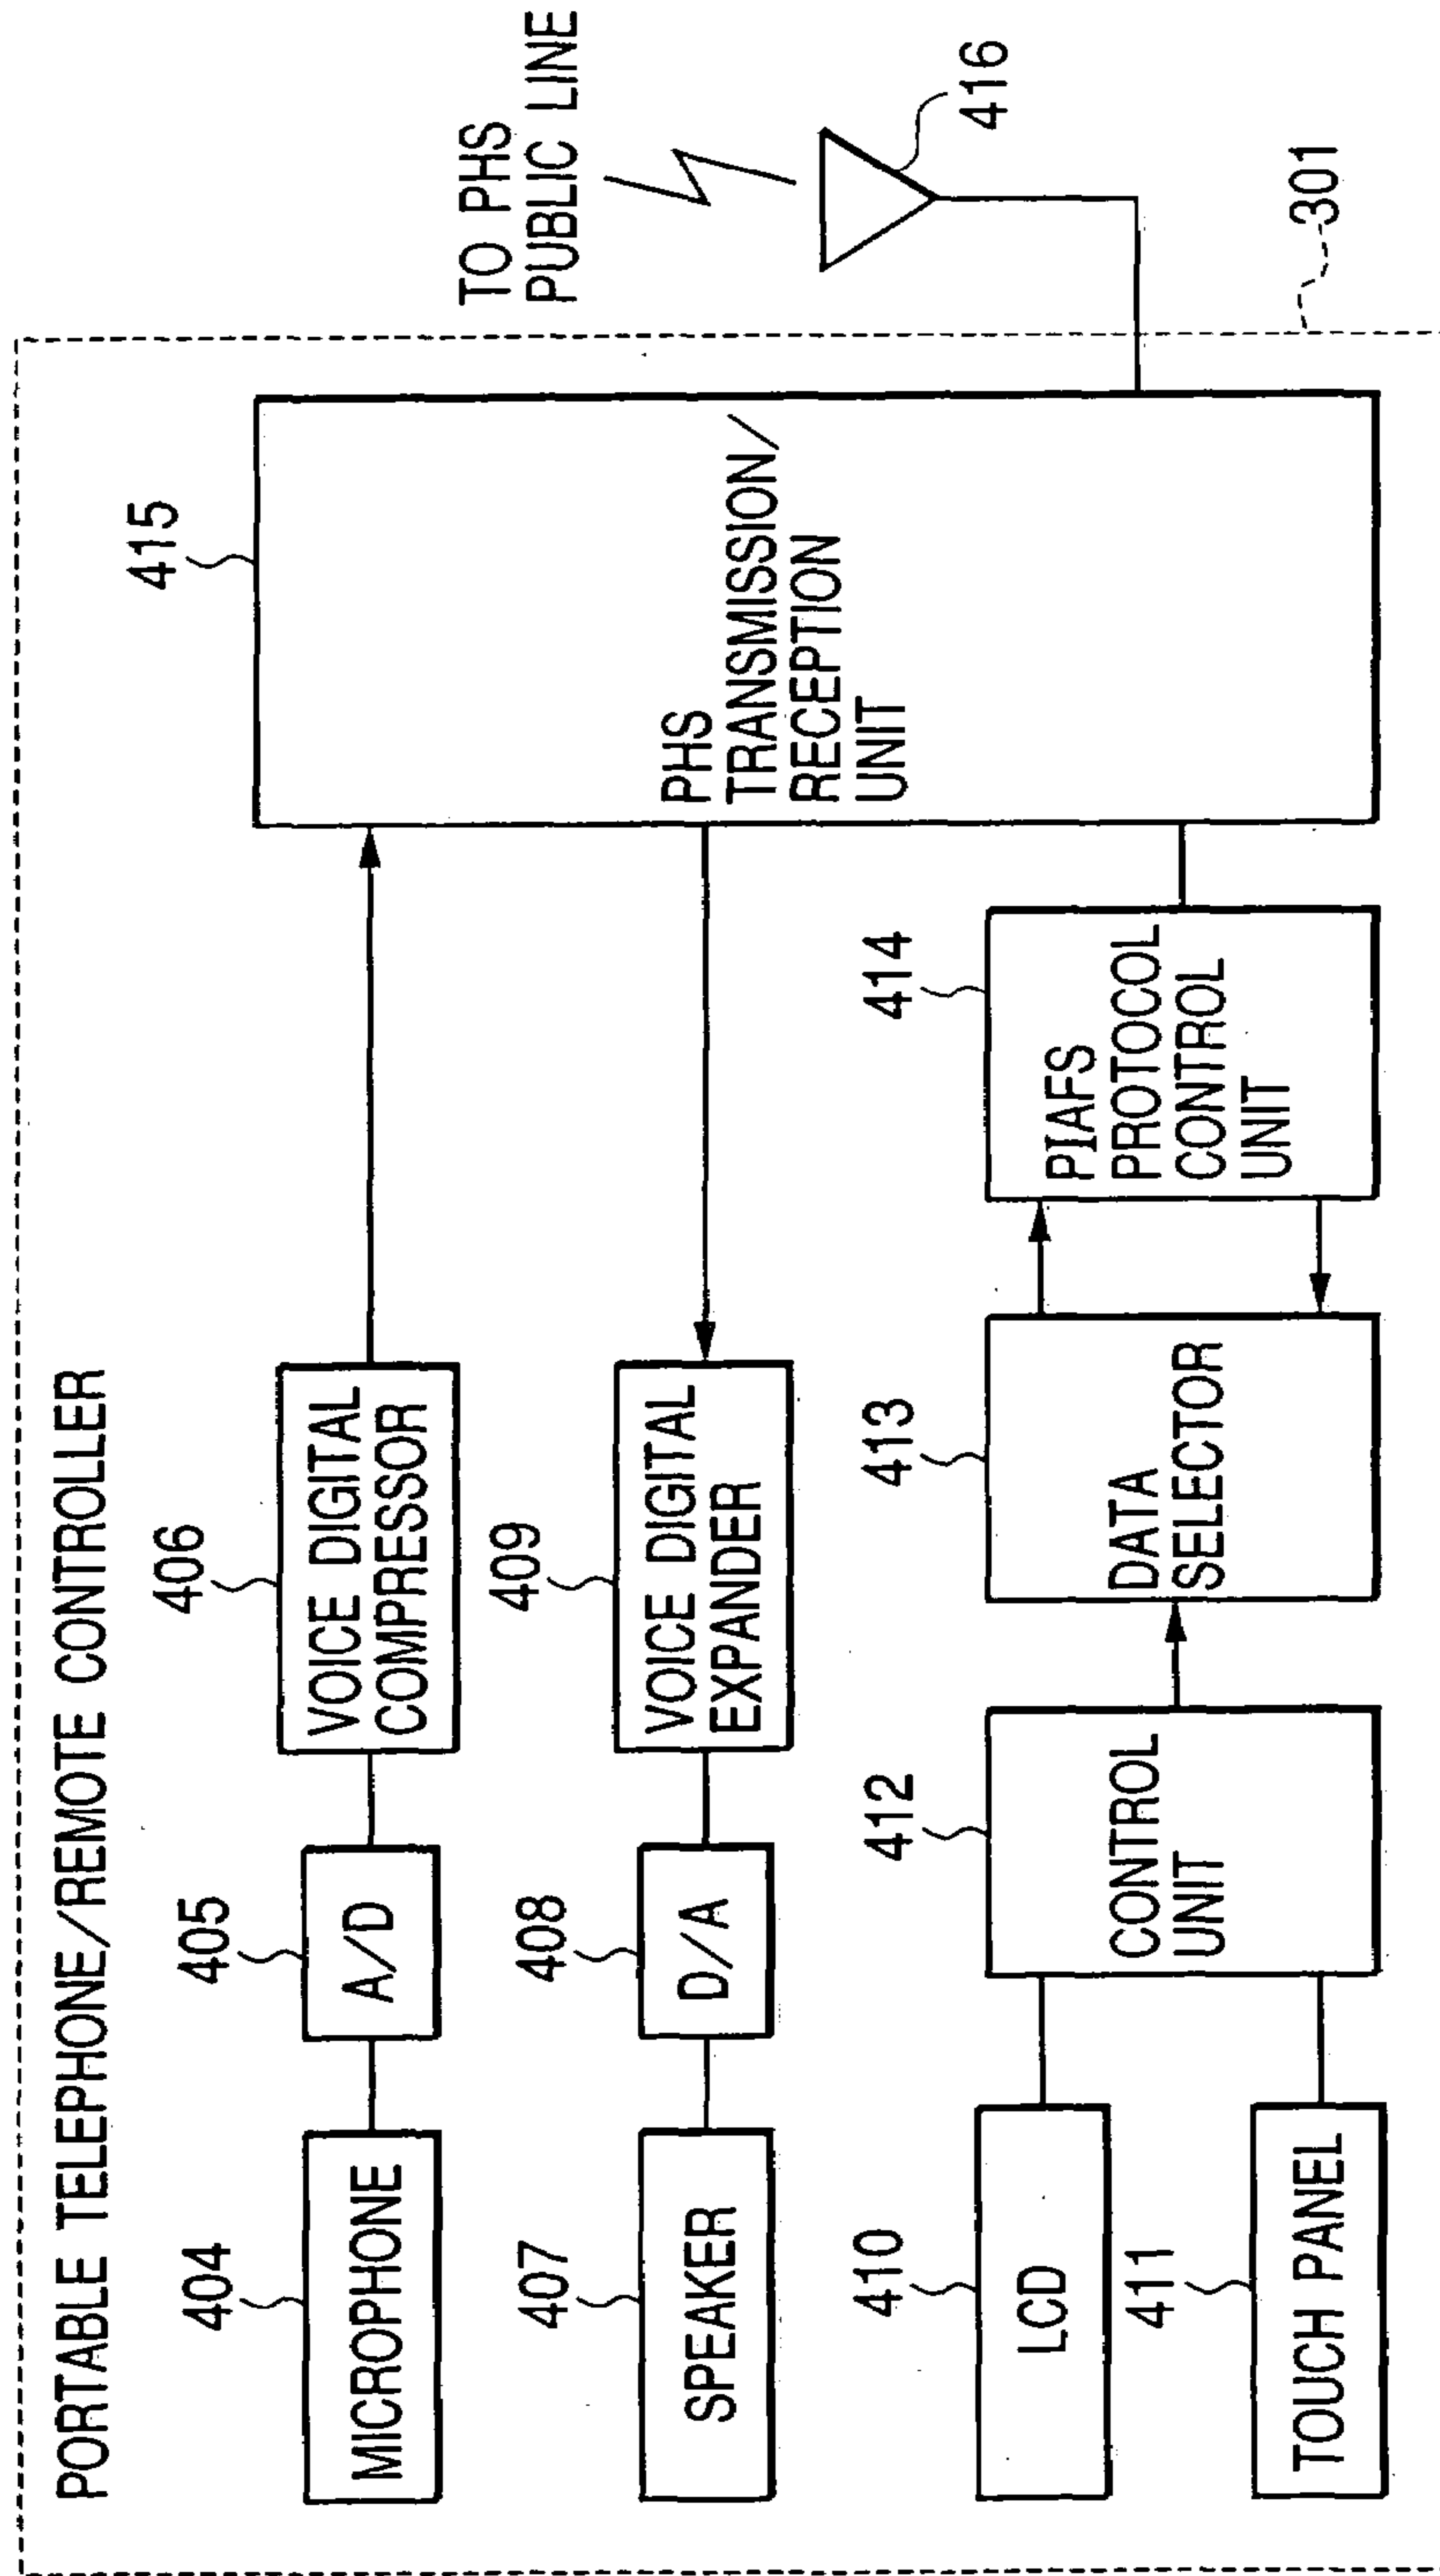 PORTABLE TELEPHONE/REMOTE CONTROLLER
404
MICROPHONE
405
A/D
406
VOICE DIGITAL
COMPRESSOR
415
PHS
TRANSMISSION/
RECEPTION
UNIT
TO PHS
PUBLIC LINE
416
407
SPEAKER
408
D/A
409
VOICE DIGITAL
EXPANDER
410
LCD
411
TOUCH PANEL
412
CONTROL
UNIT
413
DATA
SELECTOR
414
PIAFS
PROTOCOL
CONTROL
UNIT
301